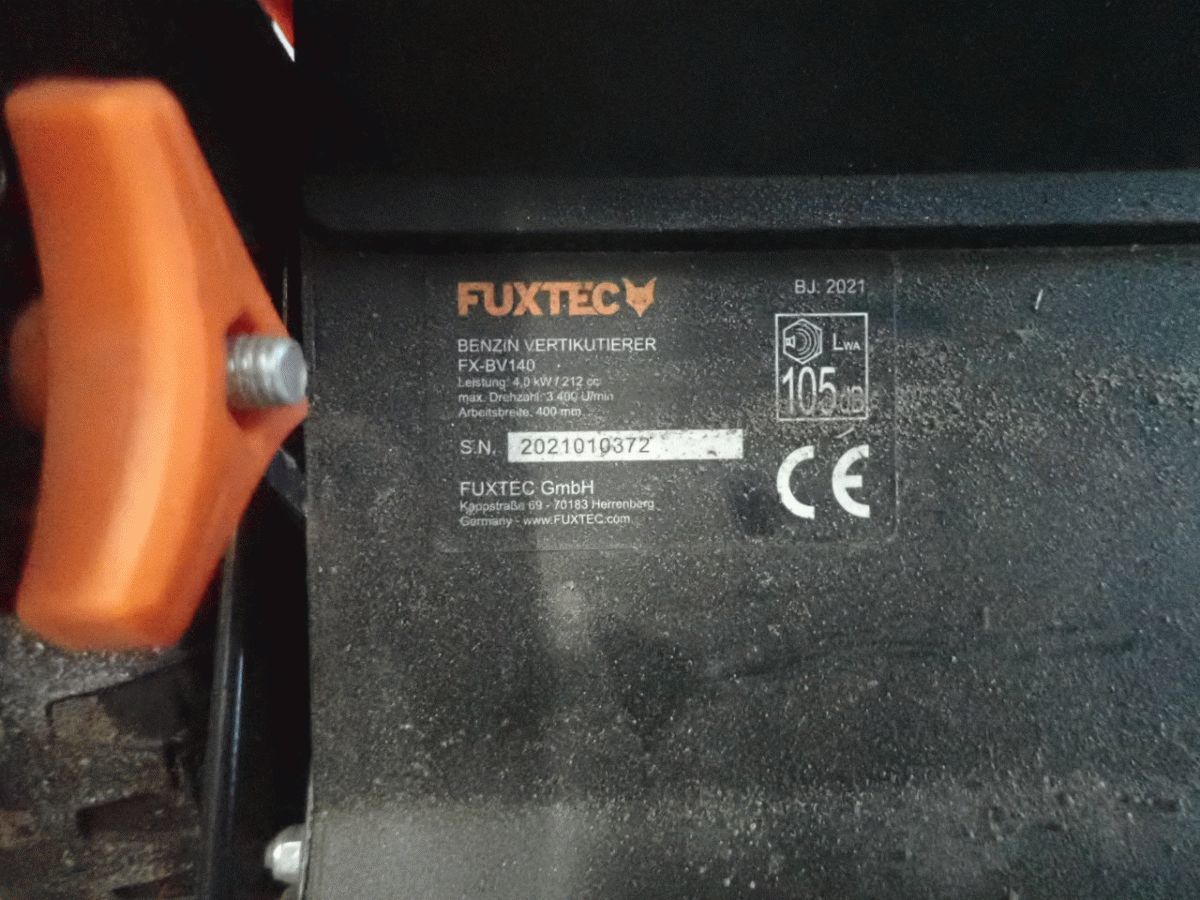 FUXTEC
BJ: 2021
BENZIN VERTIKUTIERER
FX-BV140
Leistung: 4,0 kW / 212 cc
max. Drehzahl: 3.400 U/min
Arbeitsbreite: 400 mm
LWA
105 dB
S.N. 2021010372
CE
FUXTEC GmbH
Kappstraße 69 - 70183 Herrenberg
Germany - www.FUXTEC.com